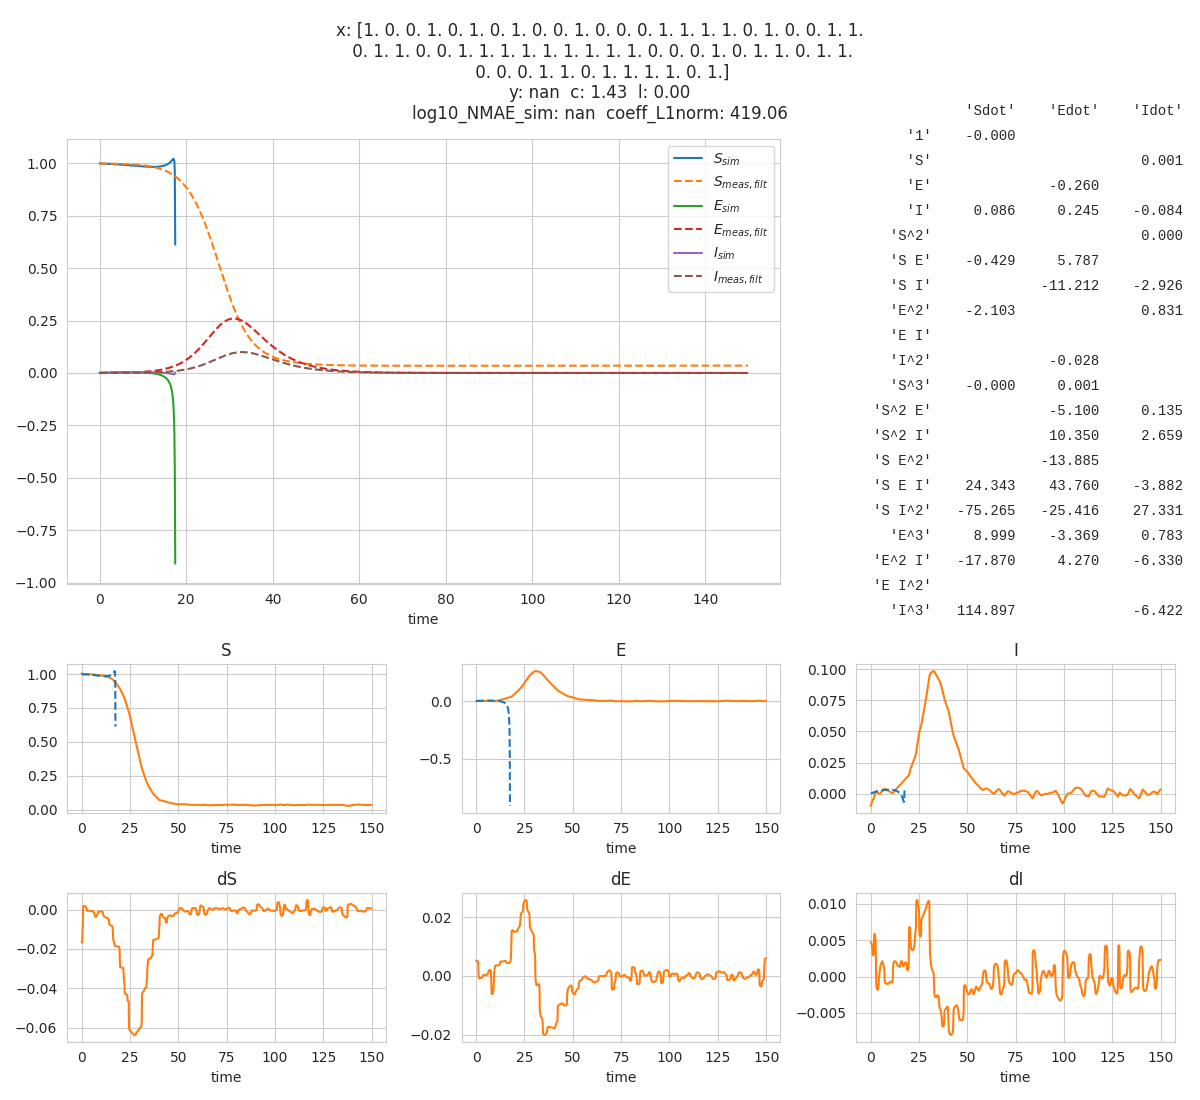 x: [1. 0. 0. 1. 0. 1. 0. 1. 0. 0. 1. 0. 0. 0. 1. 1. 1. 1. 0. 1. 0. 0. 1. 1.
0. 1. 1. 0. 0. 1. 1. 1. 1. 1. 1. 1. 1. 1. 0. 0. 0. 1. 0. 1. 1. 0. 1. 1.
0. 0. 0. 1. 1. 0. 1. 1. 1. 1. 0. 1.]
y: nan c: 1.43 l: 0.00
log10_NMAE_sim: nan coeff_L1norm: 419.06
'Sdot' 'Edot' 'Idot'
'1' -0.000
'S' 0.001
'E' -0.260
'I' 0.086 0.245 -0.084
'S^2' 0.000
'S E' -0.429 5.787
'S I' -11.212 -2.926
'E^2' -2.103 0.831
'E I'
'I^2' -0.028
'S^3' -0.000 0.001
'S^2 E' -5.100 0.135
'S^2 I' 10.350 2.659
'S E^2' -13.885
'S E I' 24.343 43.760 -3.882
'S I^2' -75.265 -25.416 27.331
'E^3' 8.999 -3.369 0.783
'E^2 I' -17.870 4.270 -6.330
'E I^2'
'I^3' 114.897 -6.422
1.00
0.75
0.50
0.25
0.00
−0.25
−0.50
−0.75
−1.00
0 20 40 60 80 100 120 140
time
S_sim
S_meas,filt
E_sim
E_meas,filt
I_sim
I_meas,filt
S
1.00
0.75
0.50
0.25
0.00
0 25 50 75 100 125 150
time
E
0.0
−0.5
0 25 50 75 100 125 150
time
I
0.100
0.075
0.050
0.025
0.000
0 25 50 75 100 125 150
time
dS
0.00
−0.02
−0.04
−0.06
0 25 50 75 100 125 150
time
dE
0.02
0.00
−0.02
0 25 50 75 100 125 150
time
dI
0.010
0.005
0.000
−0.005
0 25 50 75 100 125 150
time